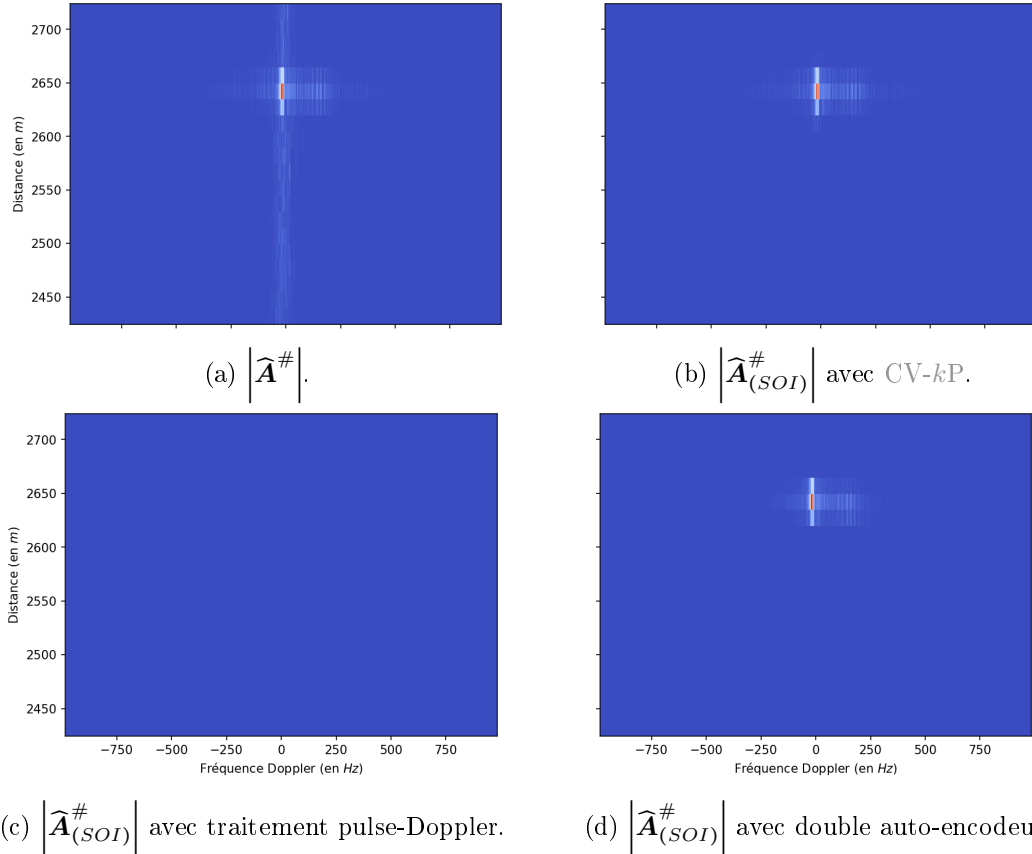 2700
2650
2600
2550
2500
2450
Distance (en m)
(a) |Â^#|.
(b) |Â^#_(SOI)| avec CV-kP.
2700
2650
2600
2550
2500
2450
Distance (en m)
−750 −500 −250 0 250 500 750
Fréquence Doppler (en Hz)
−750 −500 −250 0 250 500 750
Fréquence Doppler (en Hz)
(c) |Â^#_(SOI)| avec traitement pulse-Doppler.
(d) |Â^#_(SOI)| avec double auto-encodeu